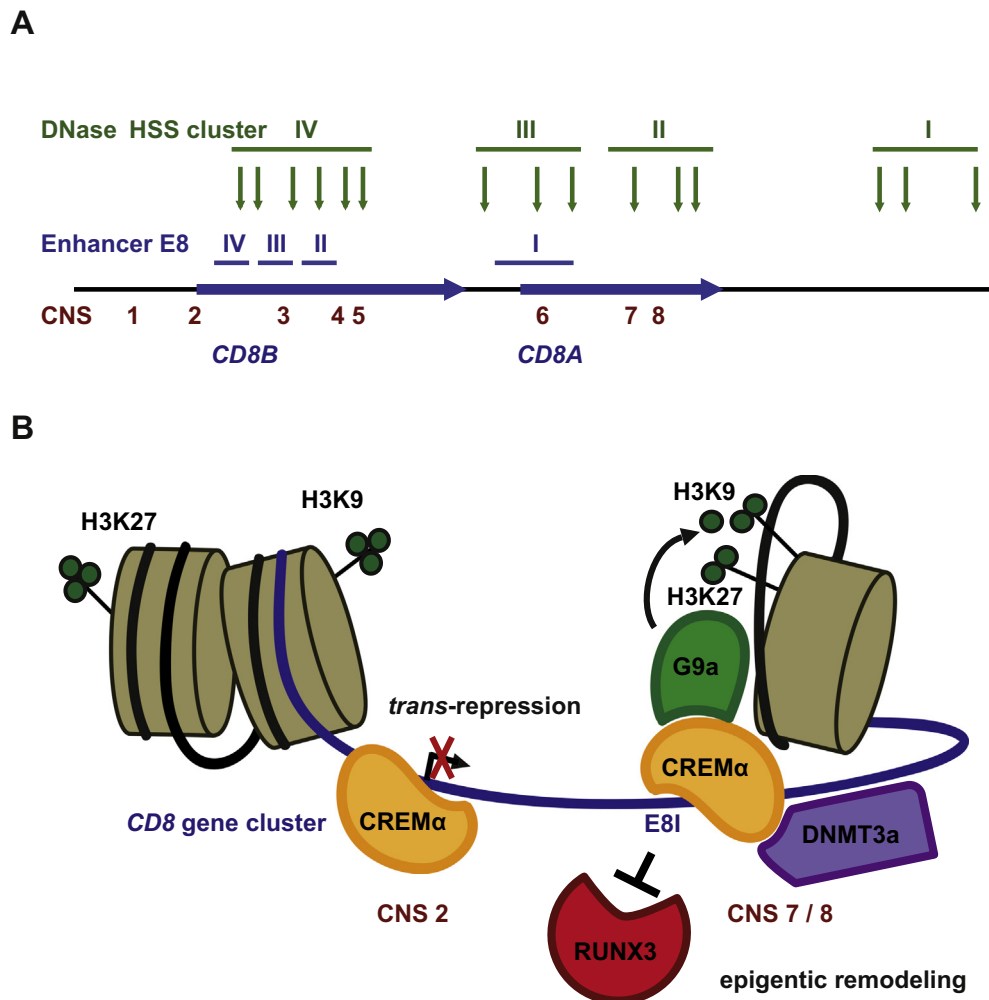 A
DNase HSS cluster IV III II I
Enhancer E8 IV III II I
CNS 1 2 3 4 5 6 7 8
CD8B CD8A
B
H3K27
H3K9
H3K9
H3K27
G9a
trans-repression
CREMα
CD8 gene cluster
CREMα
E8I
DNMT3a
CNS 2
CNS 7 / 8
RUNX3
epigentic remodeling